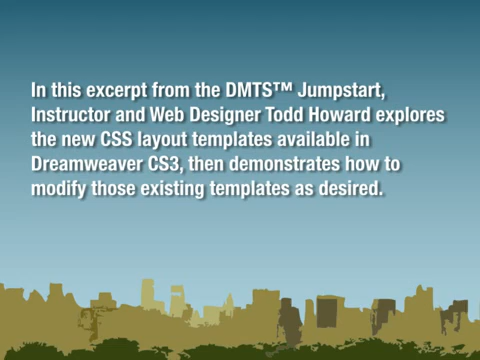 In this excerpt from the DMTS™ Jumpstart,
Instructor and Web Designer Todd Howard explores
the new CSS layout templates available in
Dreamweaver CS3, then demonstrates how to
modify those existing templates as desired.